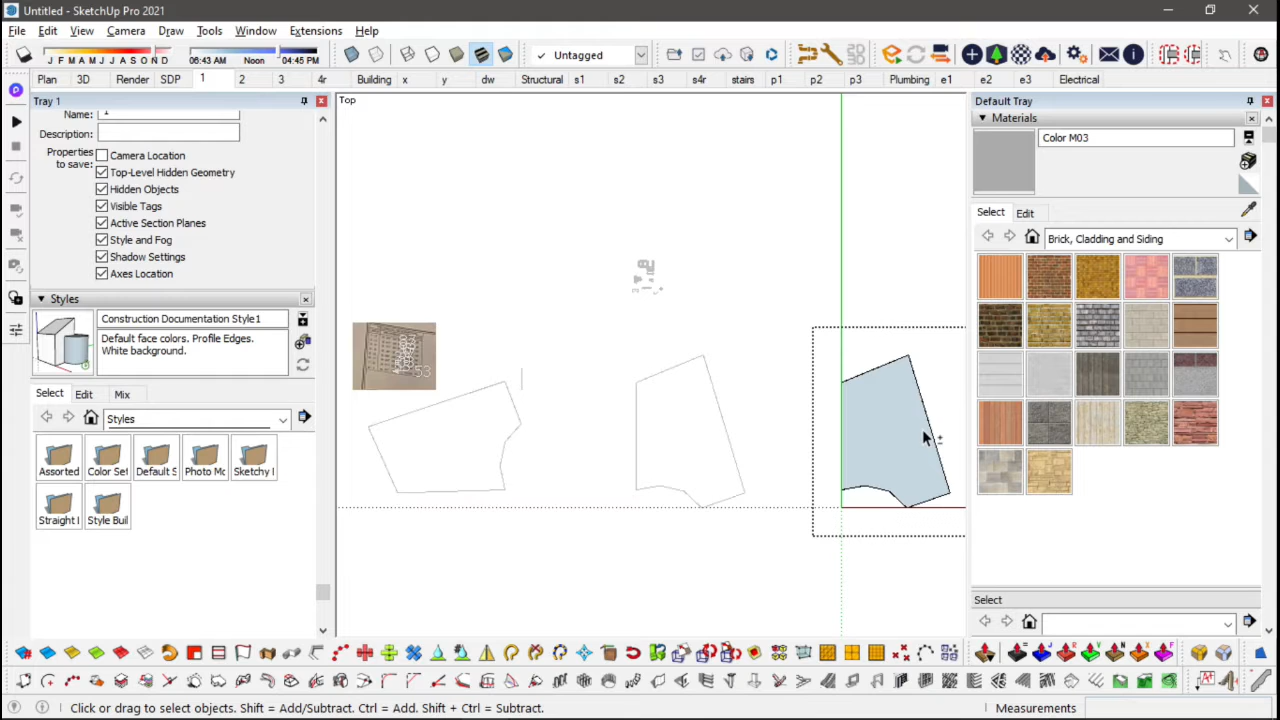 Untitled - SketchUp Pro 2021
File Edit View Camera Draw Tools Window Extensions Help
J F M A M J J A S O N D 06:43 AM Noon 04:45 PM Untagged
Plan 3D Render SDP 1 2 3 4r Building x y dw Structural s1 s2 s3 s4r stairs p1 p2 p3 Plumbing e1 e2 e3 Electrical
Tray 1
Name: 1
Description:
Properties to save:
Camera Location
Top-Level Hidden Geometry
Hidden Objects
Visible Tags
Active Section Planes
Style and Fog
Shadow Settings
Axes Location
Styles
Construction Documentation Style1
Default face colors. Profile Edges. White background.
Select Edit Mix
Styles
Assorted Color Set Default S Photo Mo Sketchy I
Straight I Style Buil
Top
53
Default Tray
Materials
Color M03
Select Edit
Brick, Cladding and Siding
Select
Click or drag to select objects. Shift = Add/Subtract. Ctrl = Add. Shift + Ctrl = Subtract.
Measurements